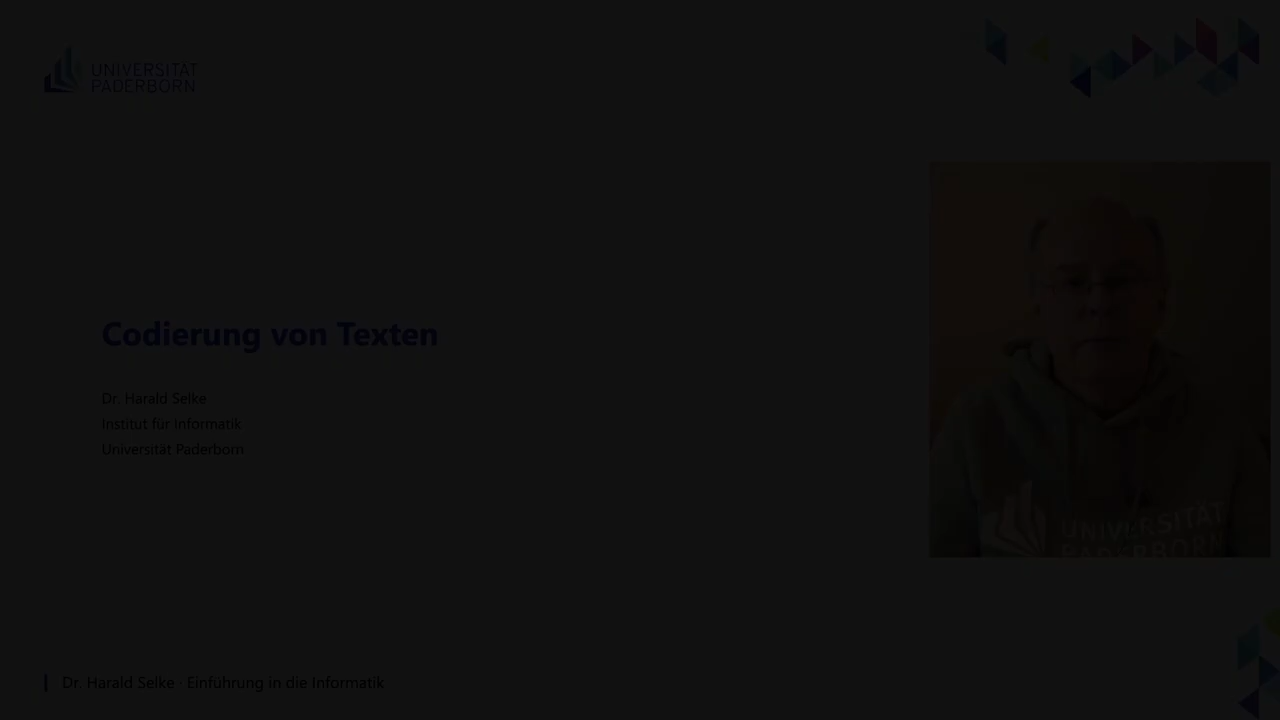 UNIVERSITÄT
PADERBORN
Codierung von Texten
Dr. Harald Selke
Institut für Informatik
Universität Paderborn
UNIVERSITÄT
PADERBORN
Dr. Harald Selke · Einführung in die Informatik